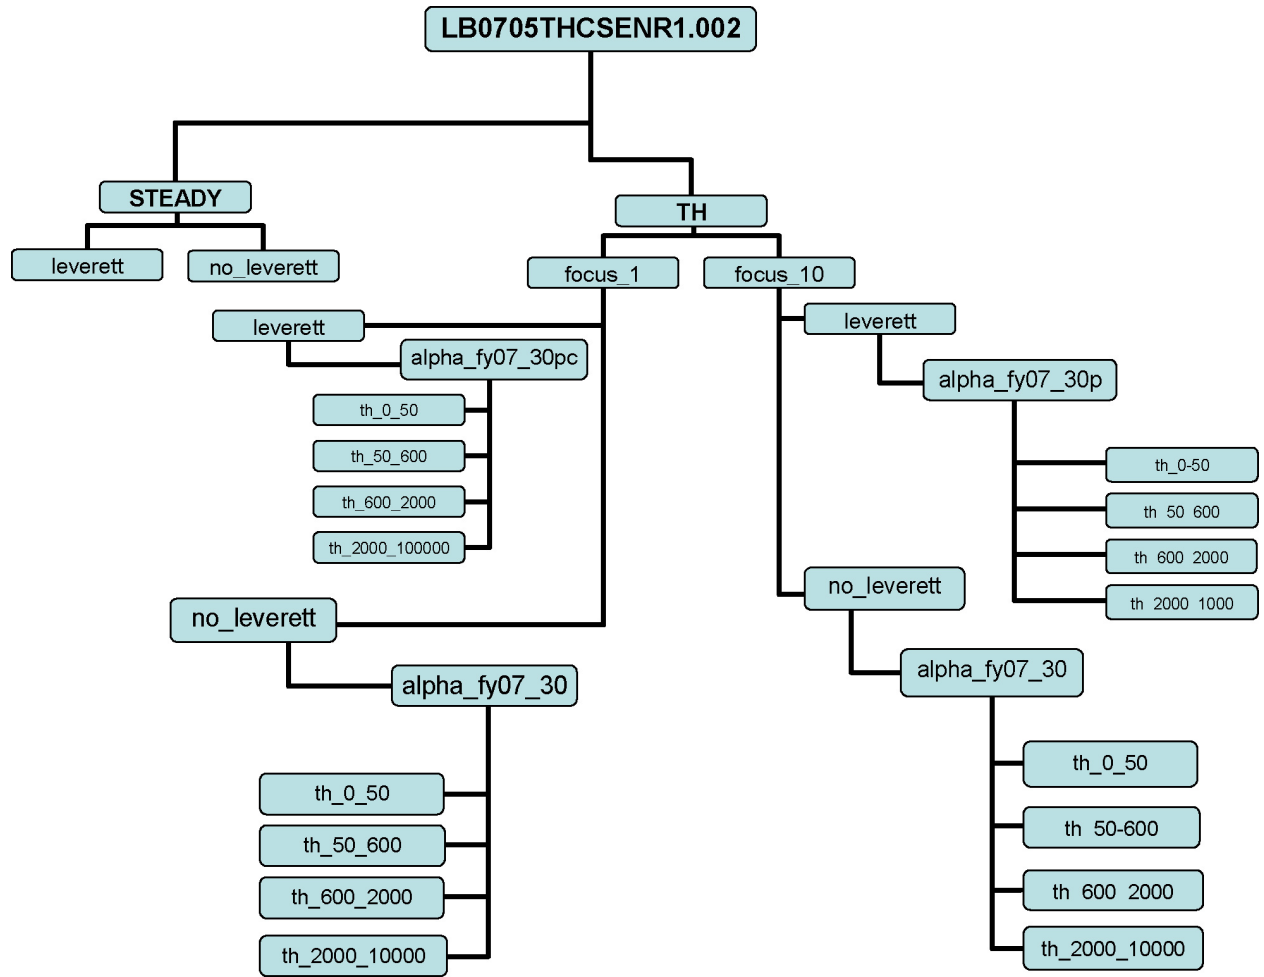 LB0705THCSENR1.002
STEADY
TH
leverett
no_leverett
focus_1
focus_10
leverett
alpha_fy07_30pc
th_0_50
th_50_600
th_600_2000
th_2000_100000
no_leverett
alpha_fy07_30
th_0_50
th_50_600
th_600_2000
th_2000_10000
leverett
alpha_fy07_30p
th_0-50
th 50 600
th 600 2000
th 2000 1000
no_leverett
alpha_fy07_30
th_0_50
th 50-600
th 600 2000
th_2000_10000